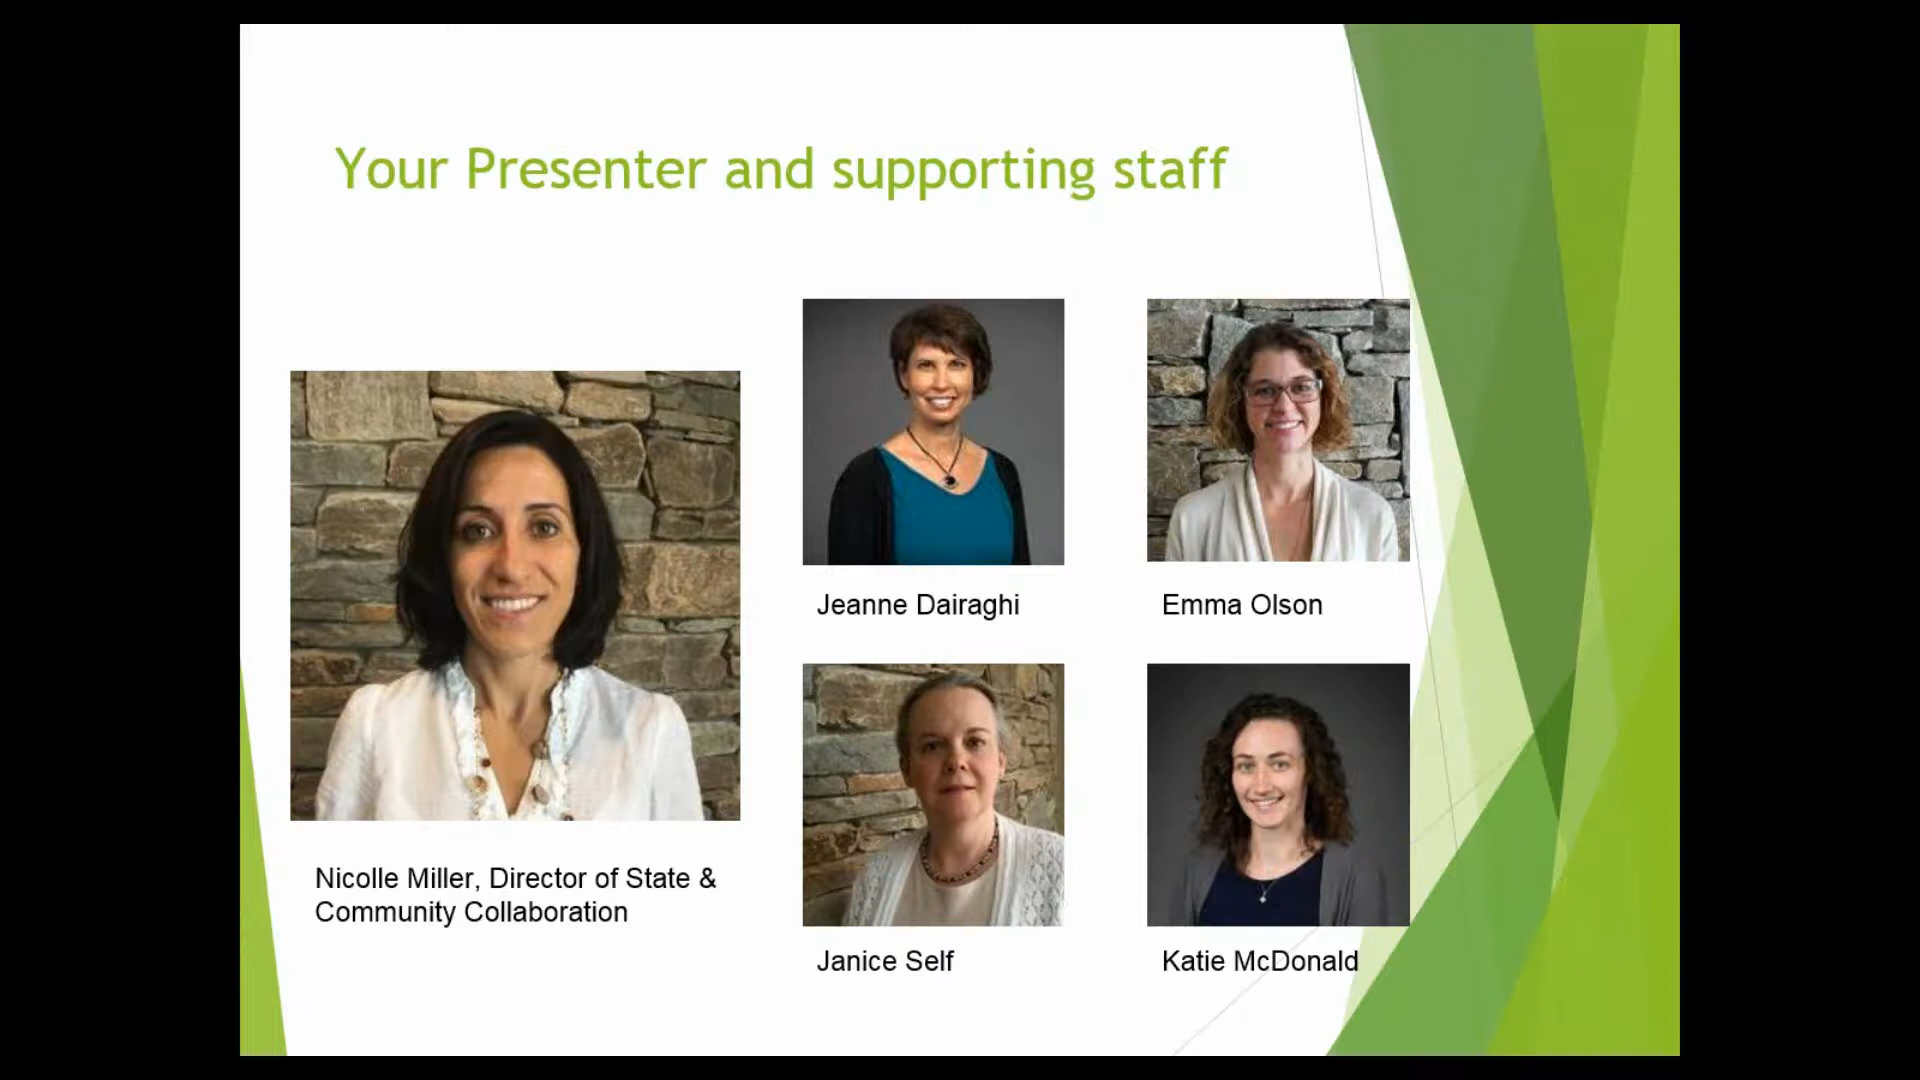 Your Presenter and supporting staff
Nicolle Miller, Director of State &
Community Collaboration
Jeanne Dairaghi
Emma Olson
Janice Self
Katie McDonald